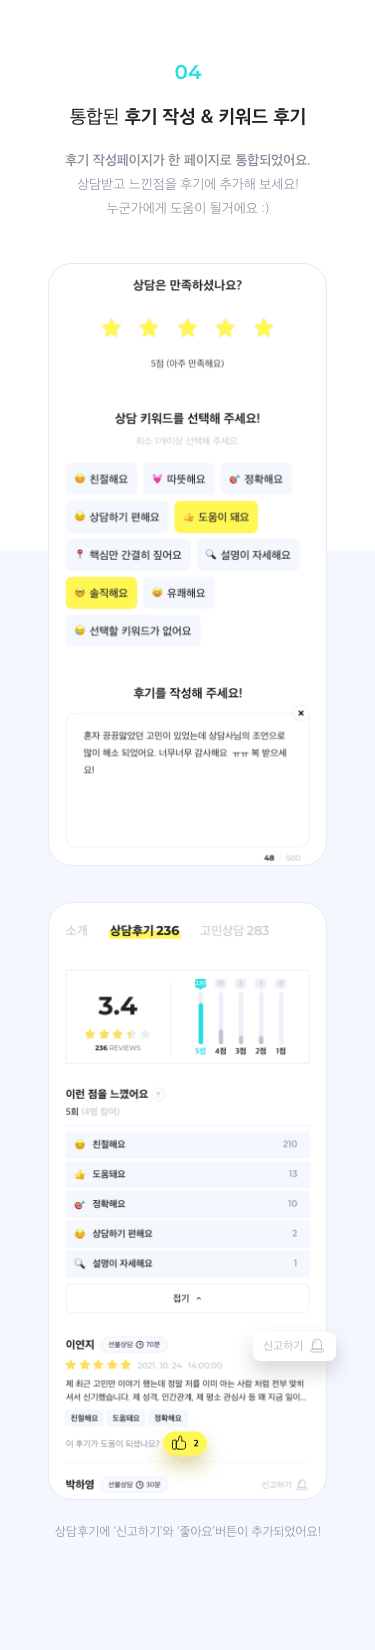 04
통합된 후기 작성 & 키워드 후기
후기 작성페이지가 한 페이지로 통합되었어요.
상담받고 느낀점을 후기에 추가해 보세요!
누군가에게 도움이 될거에요 :)
상담은 만족하셨나요?
5점 (아주 만족해요)
상담 키워드를 선택해 주세요!
최소 1개이상 선택해 주세요.
친절해요 따뜻해요 정확해요
상담하기 편해요 도움이 돼요
핵심만 간결히 짚어요 설명이 자세해요
솔직해요 유쾌해요
선택할 키워드가 없어요
후기를 작성해 주세요!
혼자 끙끙앓았던 고민이 있었는데 상담사님의 조언으로
많이 해소 되었어요. 너무너무 감사해요 ㅠㅠ 복 받으세
요!
48 500
소개 상담후기 236 고민상담 283
3.4
236 REVIEWS
5점 4점 3점 2점 1점
이런 점을 느꼈어요 ?
5회 (4명 참여)
친절해요 210
도움돼요 13
정확해요 10
상담하기 편해요 2
설명이 자세해요 1
접기
신고하기
이연지 선불상담 70분
2021. 10. 24 14:00:00
저 최근 고민만 이야기 했는데 정말 저를 이미 아는 사람 처럼 전부 맞히
셔서 신기했습니다. 제 성격, 인간관계, 제 평소 관심사 등 왜 지금 일이...
친절해요 도움돼요 정확해요
이 후기가 도움이 되셨나요? 2
박하영 선불상담 30분 신고하기
상담후기에 '신고하기'와 '좋아요'버튼이 추가되었어요!